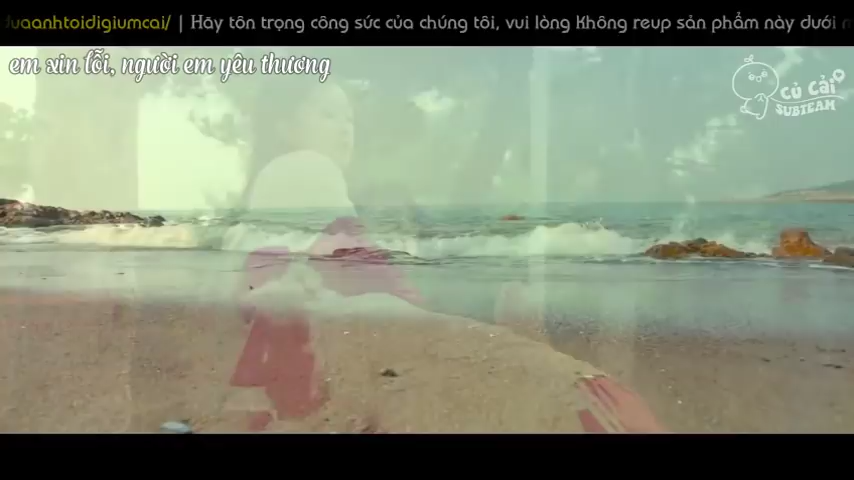 duaanhtoidigiumcai/ | Hãy tôn trọng công sức của chúng tôi, vui lòng không reup sản phẩm này dưới
em xin lỗi, người em yêu thương
CỦ CẢI
SUBTEAM